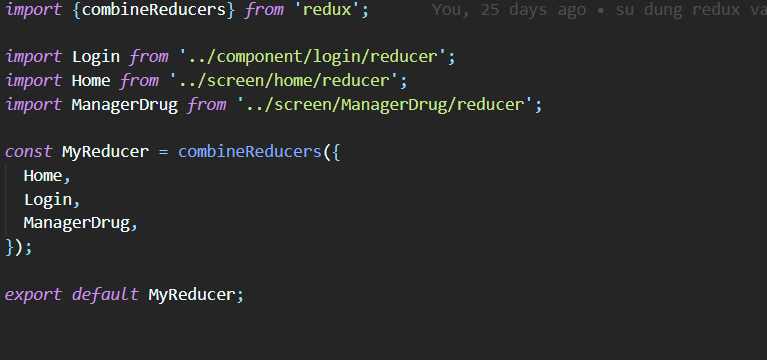 import {combineReducers} from 'redux';     You, 25 days ago • su dung redux va
import Login from '../component/login/reducer';
import Home from '../screen/home/reducer';
import ManagerDrug from '../screen/ManagerDrug/reducer';
const MyReducer = combineReducers({
  Home,
  Login,
  ManagerDrug,
});
export default MyReducer;